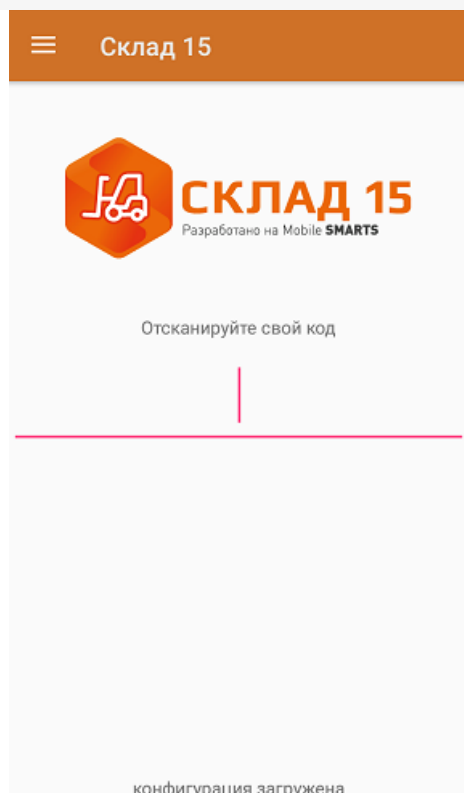 Склад 15
СКЛАД 15
Разработано на Mobile SMARTS
Отсканируйте свой код
конфигурация загружена